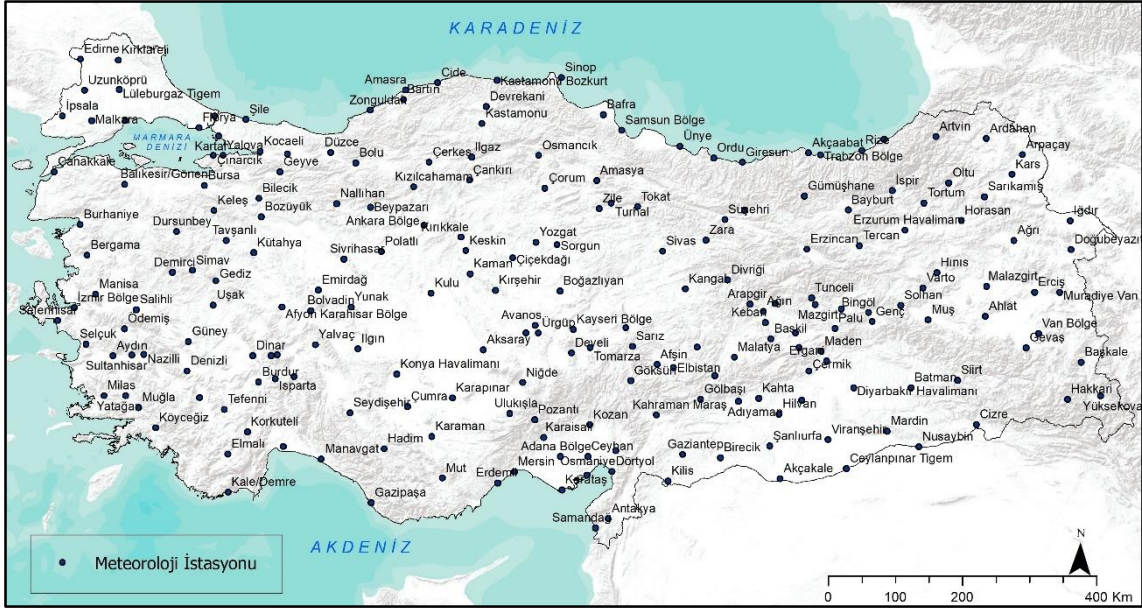 KARADENİZ
Edirne
Kırklareli
Sinop
Amasra
Cide
Kastamonu Bozkurt
Uzunköprü
Lüleburgaz Tigem
Bartın
Zonguldak
Devrekani
Bafra
İpsala
Malkara
Florya
Şile
Kastamonu
Samsun Bölge
MARMARA
DENİZİ
Kartal
Yalova
Kocaeli
Düzce
Ünye
Ordu
Giresun
Akçaabat
Rize
Trabzon Bölge
Artvin
Ardahan
Arpaçay
Çınarcık
Geyve
Bolu
Çerkeş
Ilgaz
Osmancık
Çanakkale
Balıkesir/Gönen
Bursa
Kızılcahamam
Çankırı
Çorum
Amasya
Kars
Oltu
İspir
Tortum
Sarıkamış
Bilecik
Nallıhan
Beypazarı
Zile
Tokat
Turhal
Gümüşhane
Bayburt
Keleş
Bozüyük
Ankara Bölge
Kırıkkale
Suşehri
Erzurum Havalimanı
Horasan
Iğdır
Burhaniye
Dursunbey
Tavşanlı
Kütahya
Sivrihisar
Polatlı
Keskin
Yozgat
Sorgun
Sivas
Zara
Erzincan
Tercan
Ağrı
Doğubeyazıt
Bergama
Demirci
Simav
Gediz
Emirdağ
Kaman
Çiçekdağı
Kulu
Kırşehir
Boğazlıyan
Kangal
Divriği
Hınıs
Varto
Malazgirt
Erciş
Muradiye Van
Manisa
İzmir Bölge
Salihli
Uşak
Bolvadin
Yunak
Afyon Karahisar Bölge
Arapgir
Ağın
Tunceli
Bingöl
Solhan
Seferihisar
Ödemiş
Avanos
Ürgüp
Kayseri Bölge
Keban
Mazgirt
Palu
Genç
Muş
Ahlat
Van Bölge
Selçuk
Güney
Yalvaç
Ilgın
Aksaray
Develi
Sarız
Tomarza
Baskil
Malatya
Ergani
Maden
Gevaş
Aydın
Sultanhisar
Nazilli
Denizli
Dinar
Konya Havalimanı
Afşin
Göksun
Elbistan
Çermik
Başkale
Burdur
Isparta
Niğde
Batman
Siirt
Milas
Yatağan
Muğla
Tefenni
Seydişehir
Çumra
Karapınar
Ulukışla
Pozantı
Kozan
Kahraman Maraş
Gölbaşı
Kahta
Adıyaman
Hilvan
Diyarbakır Havalimanı
Hakkari
Yüksekova
Köyceğiz
Korkuteli
Karaman
Karaisalı
Viranşehir
Mardin
Cizre
Elmalı
Manavgat
Hadim
Adana Bölge
Ceyhan
Gaziantep
Birecik
Şanlıurfa
Nusaybin
Kale/Demre
Mut
Erdemli
Mersin
Osmaniye
Dörtyol
Kilis
Akçakale
Ceylanpınar Tigem
Gazipaşa
Karataş
Samandağ
Antakya
AKDENİZ
Meteoroloji İstasyonu
N
0 100 200 400 Km